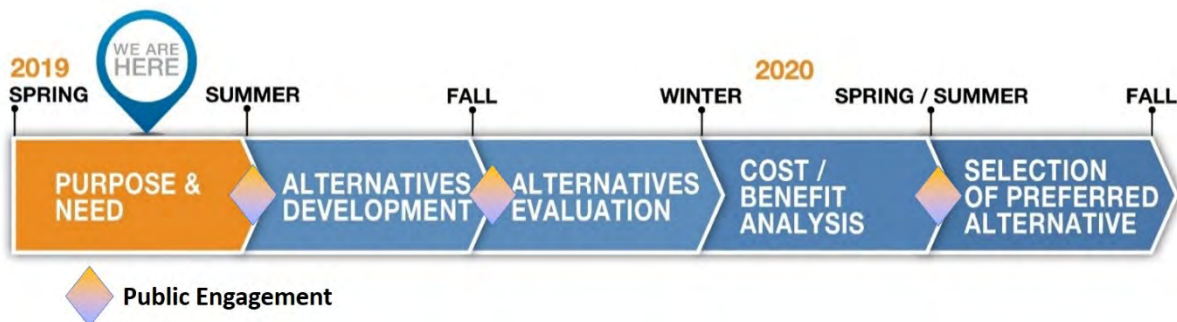 WE ARE
HERE
2019
2020
SPRING
SUMMER
FALL
WINTER
SPRING / SUMMER
FALL
PURPOSE &
NEED
ALTERNATIVES
DEVELOPMENT
ALTERNATIVES
EVALUATION
COST /
BENEFIT
ANALYSIS
SELECTION
OF PREFERRED
ALTERNATIVE
Public Engagement